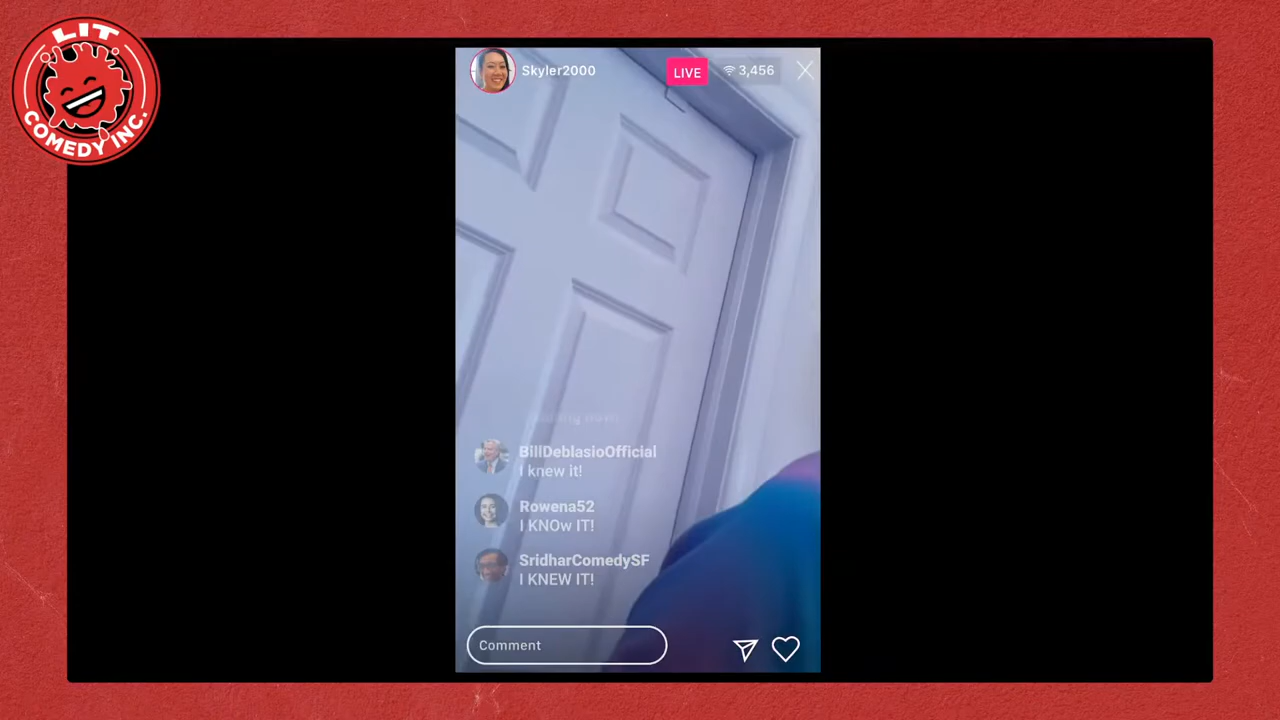 LIT
COMEDY INC.
Skyler2000
LIVE
3,456
BillDeblasioOfficial
I knew it!
Rowena52
I KNOw IT!
SridharComedySF
I KNEW IT!
Comment